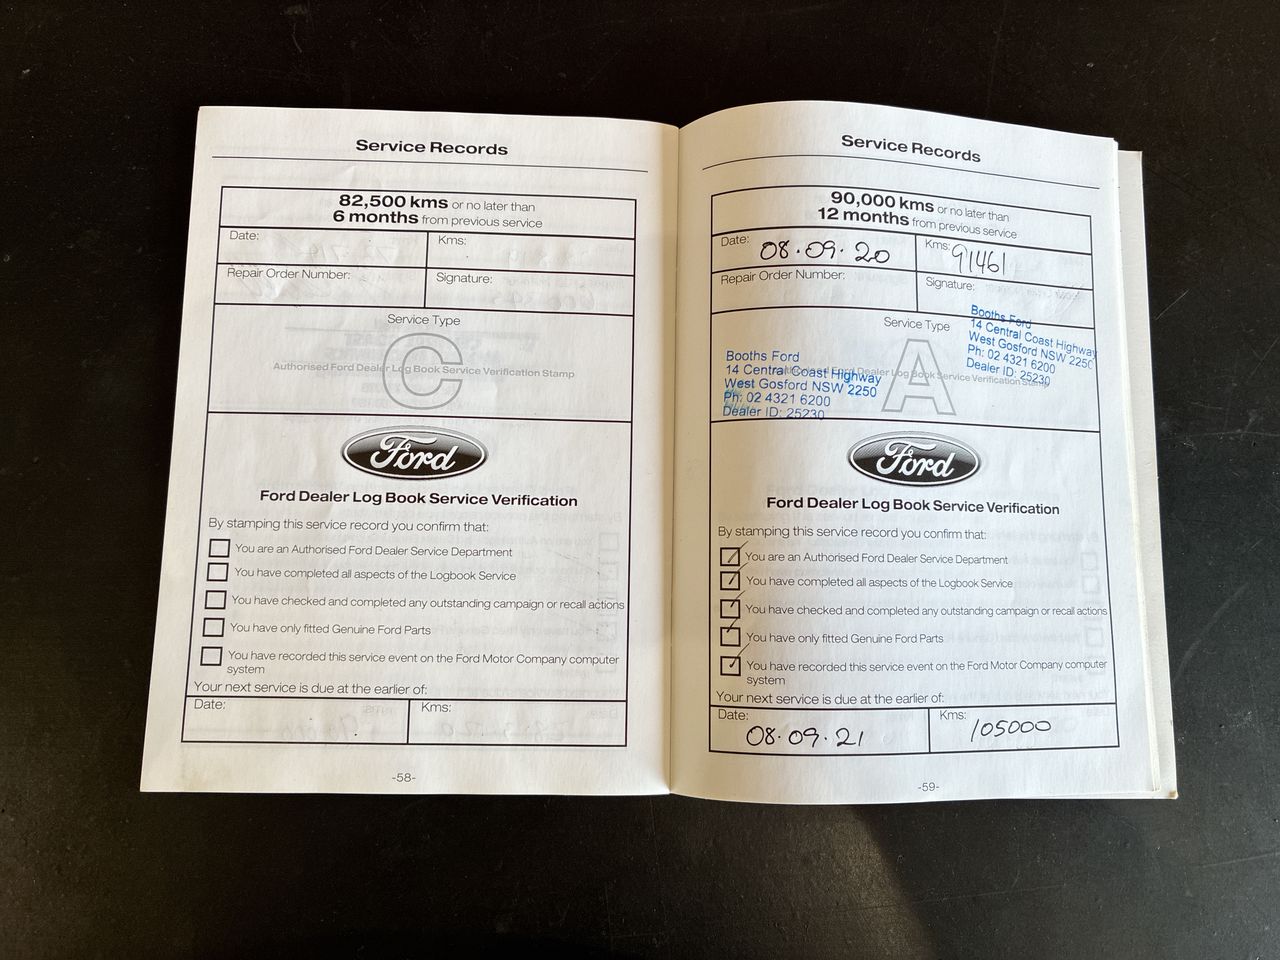 Service Records
82,500 kms or no later than
6 months from previous service
Date:
Kms:
Repair Order Number:
Signature:
Service Type
C
Authorised Ford Dealer Log Book Service Verification Stamp
Ford
Ford Dealer Log Book Service Verification
By stamping this service record you confirm that:
You are an Authorised Ford Dealer Service Department
You have completed all aspects of the Logbook Service
You have checked and completed any outstanding campaign or recall actions
You have only fitted Genuine Ford Parts
You have recorded this service event on the Ford Motor Company computer
system
Your next service is due at the earlier of:
Date:
Kms:
-58-
Service Records
90,000 kms or no later than
12 months from previous service
Date: 08.09.20
Kms: 91461
Repair Order Number:
Signature:
Booths Ford
14 Central Coast Highway
West Gosford NSW 2250
Ph: 02 4321 6200
Dealer ID: 25230
Service Type
A
Booths Ford
14 Central Coast Highway
West Gosford NSW 2250
Ph: 02 4321 6200
Dealer ID: 25230
Ford Dealer Log Book Service Verification Stamp
Ford
Ford Dealer Log Book Service Verification
By stamping this service record you confirm that:
You are an Authorised Ford Dealer Service Department
You have completed all aspects of the Logbook Service
You have checked and completed any outstanding campaign or recall actions
You have only fitted Genuine Ford Parts
You have recorded this service event on the Ford Motor Company computer
system
Your next service is due at the earlier of:
Date: 08.09.21
Kms: 105000
-59-